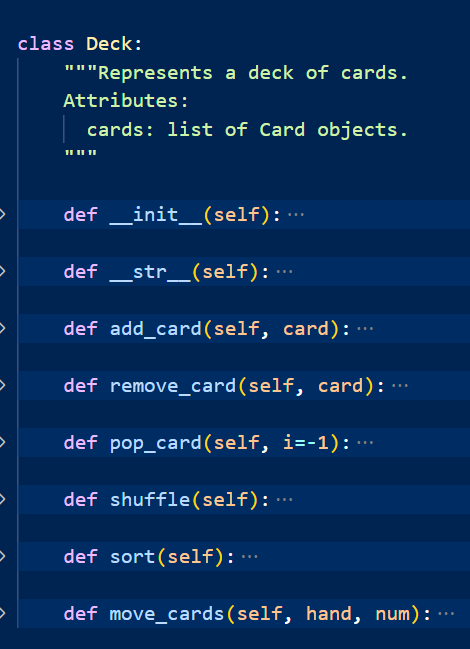 class Deck:
    """Represents a deck of cards.
    Attributes:
      cards: list of Card objects.
    """
    def __init__(self):···
    def __str__(self):···
    def add_card(self, card):···
    def remove_card(self, card):···
    def pop_card(self, i=-1):···
    def shuffle(self):···
    def sort(self):···
    def move_cards(self, hand, num):···